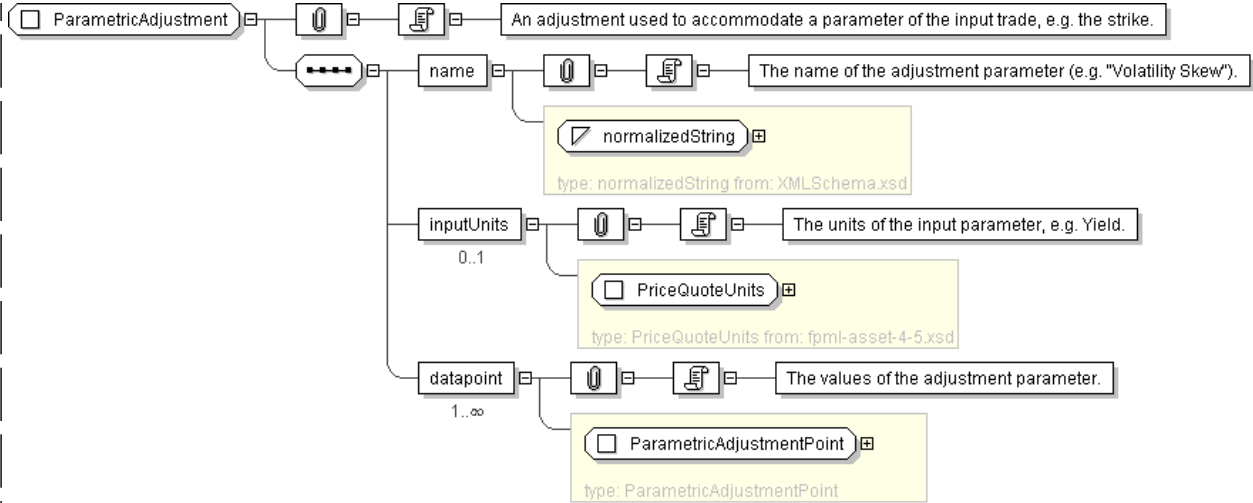 ParametricAdjustment
An adjustment used to accommodate a parameter of the input trade, e.g. the strike.
name
The name of the adjustment parameter (e.g. "Volatility Skew").
normalizedString
type: normalizedString from: XMLSchema.xsd
inputUnits
The units of the input parameter, e.g. Yield.
0..1
PriceQuoteUnits
type: PriceQuoteUnits from: fpml-asset-4-5.xsd
datapoint
The values of the adjustment parameter.
1..∞
ParametricAdjustmentPoint
type: ParametricAdjustmentPoint